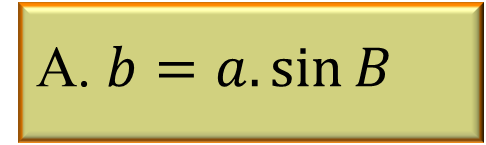 A. b = a. sin B